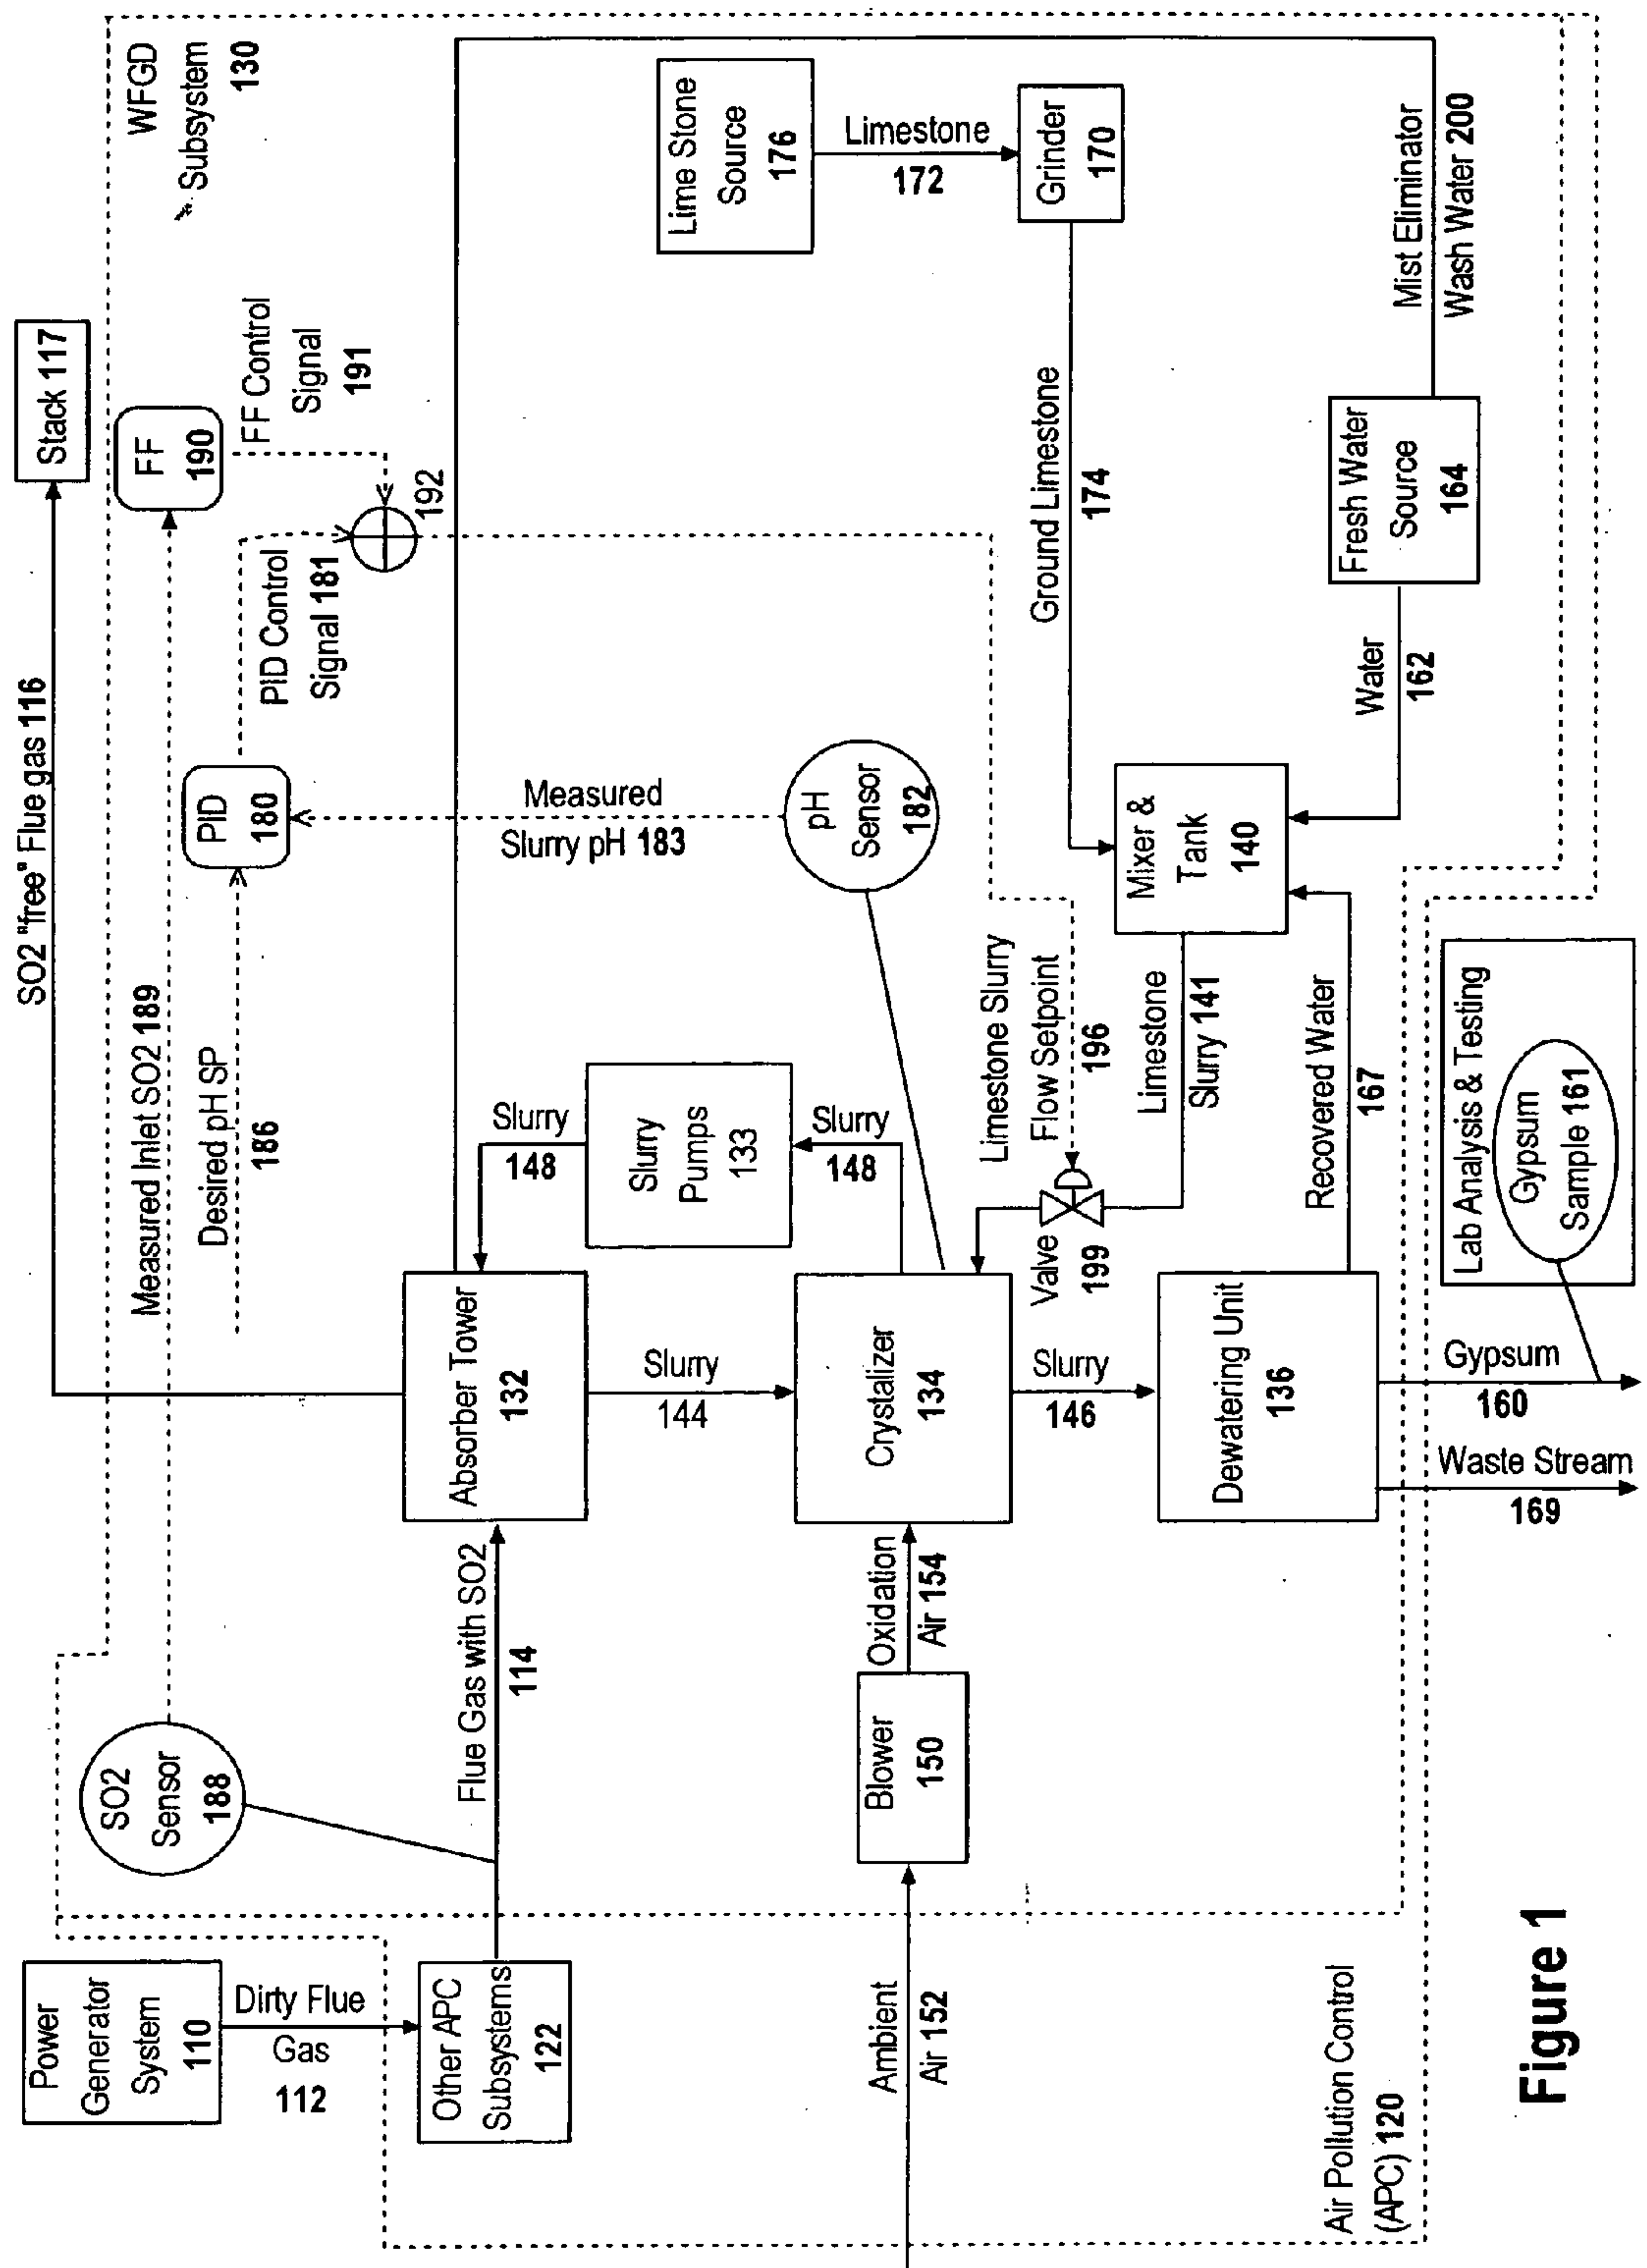 Power
Generator
System
110
Dirty Flue
Gas
112
Other APC
Subsystems
122
Air Pollution Control
(APC) 120
SO2
Sensor
188
Flue Gas with SO2
114
Ambient
Air 152
Blower
150
Oxidation
Air 154
SO2 "free" Flue gas 116
Stack 117
Measured Inlet SO2 189
Desired pH SP
186
PID
180
PID Control
Signal 181
FF
190
FF Control
Signal
191
192
WFGD
Subsystem
130
Absorber Tower
132
Slurry
144
Slurry
148
Slurry
Pumps
133
Slurry
148
Measured
Slurry pH 183
pH
Sensor
182
Crystalizer
134
Slurry
146
Valve
199
Limestone Slurry
Flow Setpoint
196
Limestone
Slurry 141
Lime Stone
Source
176
Limestone
172
Grinder
170
Ground Limestone
174
Mixer &
Tank
140
Water
162
Fresh Water
Source
164
Mist Eliminator
Wash Water 200
Dewatering Unit
136
Recovered Water
167
Gypsum
160
Waste Stream
169
Lab Analysis & Testing
Gypsum
Sample 161
Figure 1